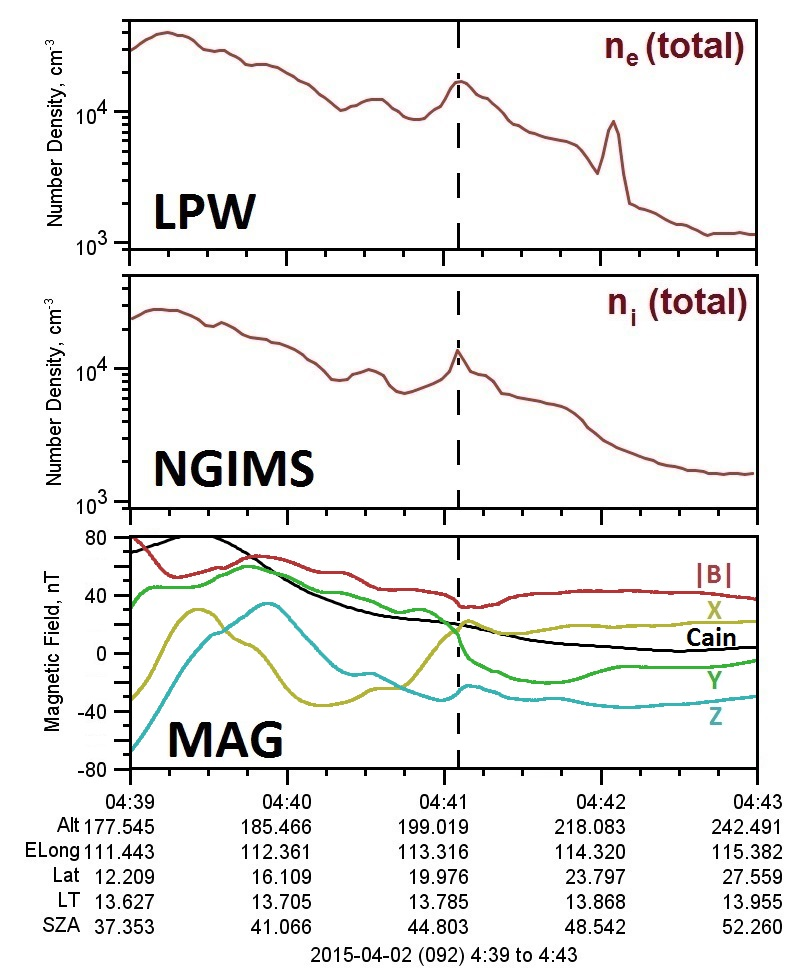 nₑ (total)
Number Density, cm⁻³
10⁴
LPW
10³
nᵢ (total)
Number Density, cm⁻³
10⁴
NGIMS
10³
80
|B|
40
X
Cain
Magnetic Field, nT
0
Y
-40
Z
MAG
-80
04:39 04:40 04:41 04:42 04:43
Alt 177.545 185.466 199.019 218.083 242.491
ELong 111.443 112.361 113.316 114.320 115.382
Lat 12.209 16.109 19.976 23.797 27.559
LT 13.627 13.705 13.785 13.868 13.955
SZA 37.353 41.066 44.803 48.542 52.260
2015-04-02 (092) 4:39 to 4:43